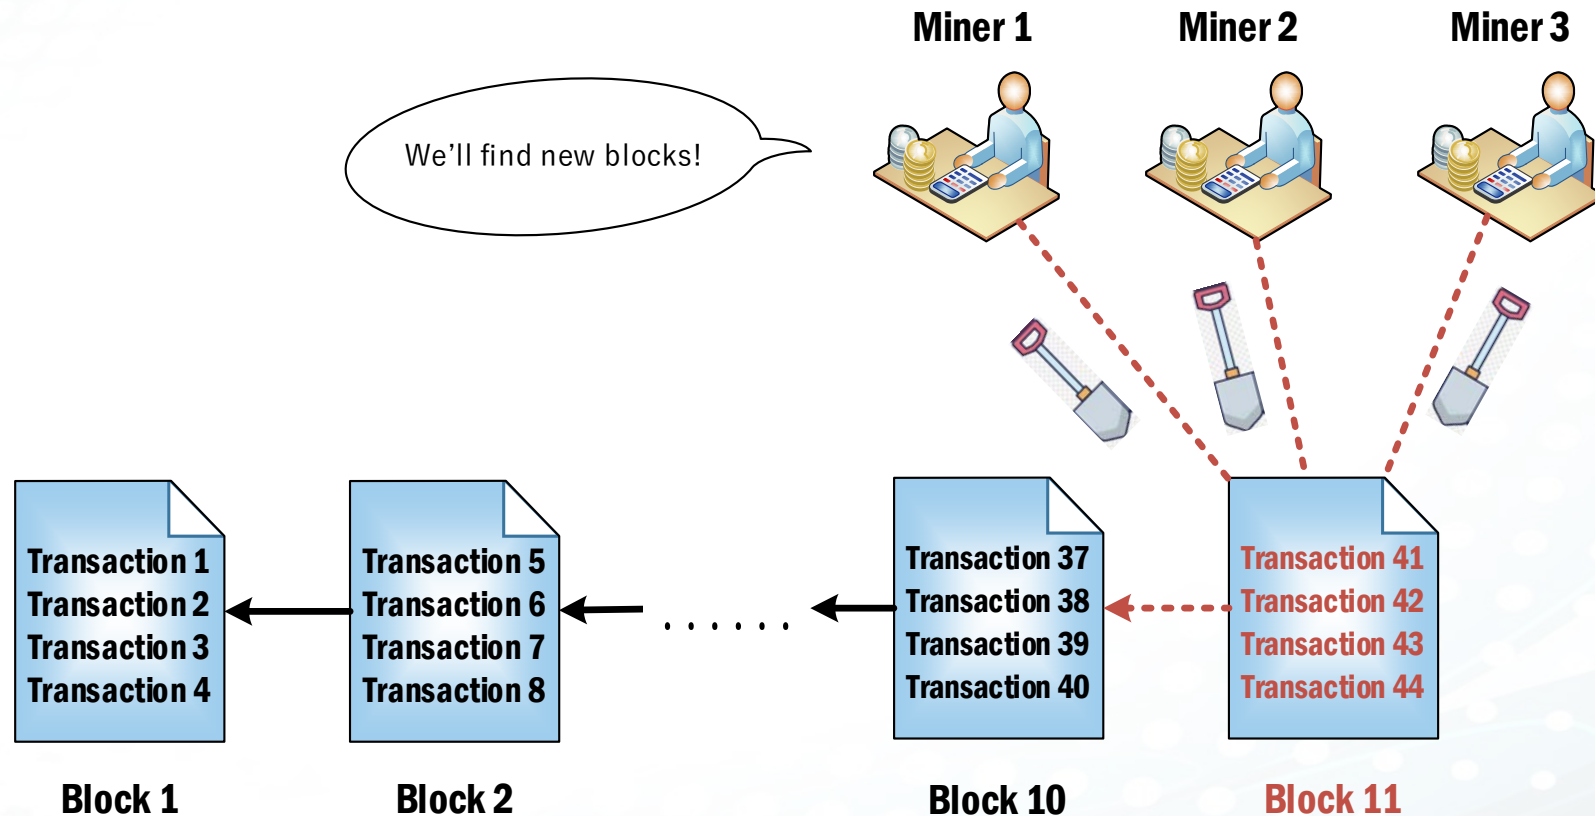 Miner 1
Miner 2
Miner 3
We'll find new blocks!
Transaction 1
Transaction 2
Transaction 3
Transaction 4
Transaction 5
Transaction 6
Transaction 7
Transaction 8
. . . . . .
Transaction 37
Transaction 38
Transaction 39
Transaction 40
Transaction 41
Transaction 42
Transaction 43
Transaction 44
Block 1
Block 2
Block 10
Block 11